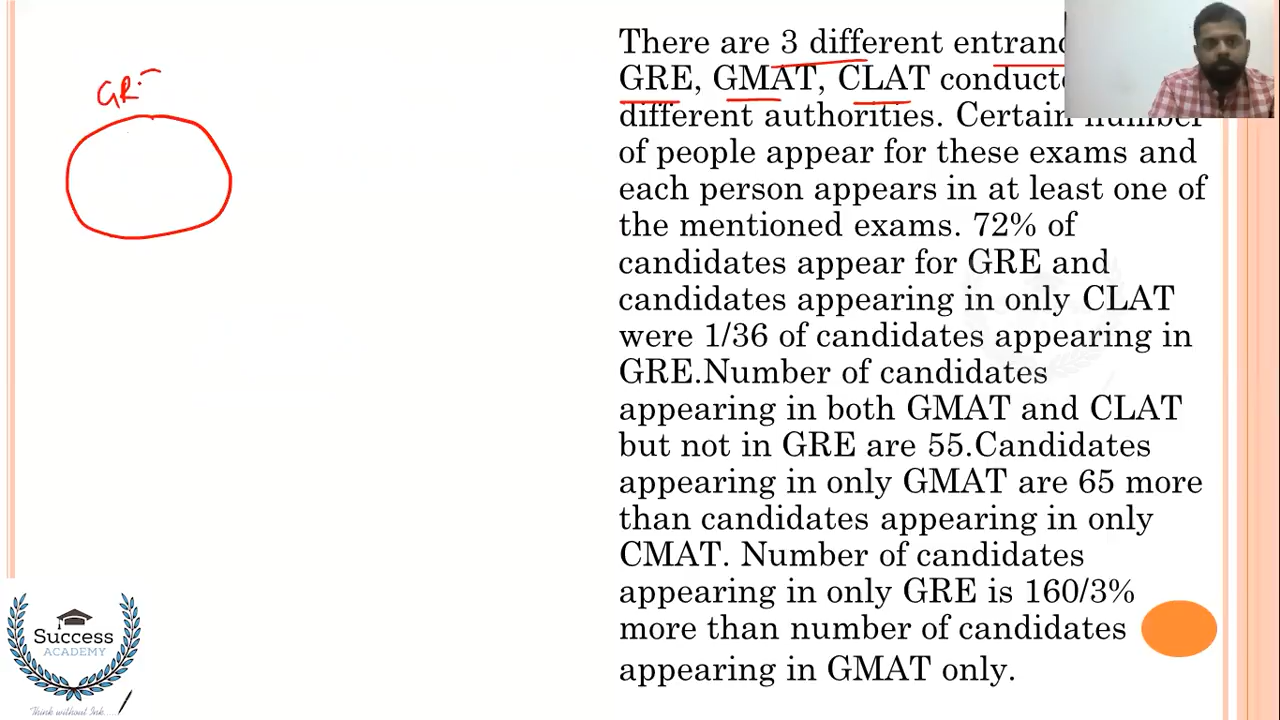 There are 3 different
GRE, GMAT, CLAT
different authorities. Certain number
of people appear for these exams and
each person appears in at least one of
the mentioned exams. 72% of
candidates appear for GRE and
candidates appearing in only CLAT
were 1/36 of candidates appearing in
GRE.Number of candidates
appearing in both GMAT and CLAT
but not in GRE are 55.Candidates
appearing in only GMAT are 65 more
than candidates appearing in only
CMAT. Number of candidates
appearing in only GRE is 160/3%
more than number of candidates
appearing in GMAT only.
Success
ACADEMY
Think without Ink.....